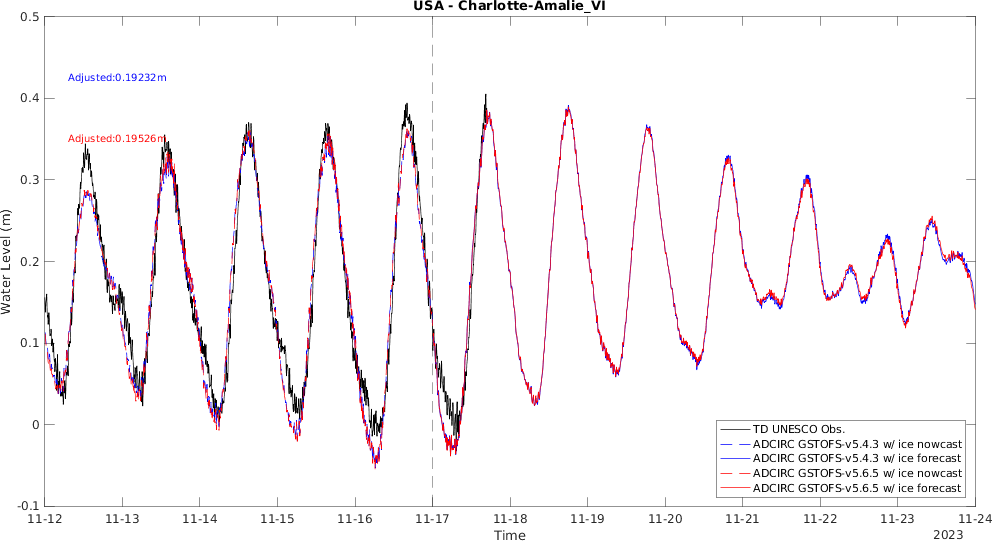 USA - Charlotte-Amalie_VI
0.5
0.4
0.3
0.2
0.1
0
-0.1
Water Level (m)
Adjusted:0.19232m
Adjusted:0.19526m
TD UNESCO Obs.
ADCIRC GSTOFS-v5.4.3 w/ ice nowcast
ADCIRC GSTOFS-v5.4.3 w/ ice forecast
ADCIRC GSTOFS-v5.6.5 w/ ice nowcast
ADCIRC GSTOFS-v5.6.5 w/ ice forecast
11-12 11-13 11-14 11-15 11-16 11-17 11-18 11-19 11-20 11-21 11-22 11-23 11-24
Time
2023